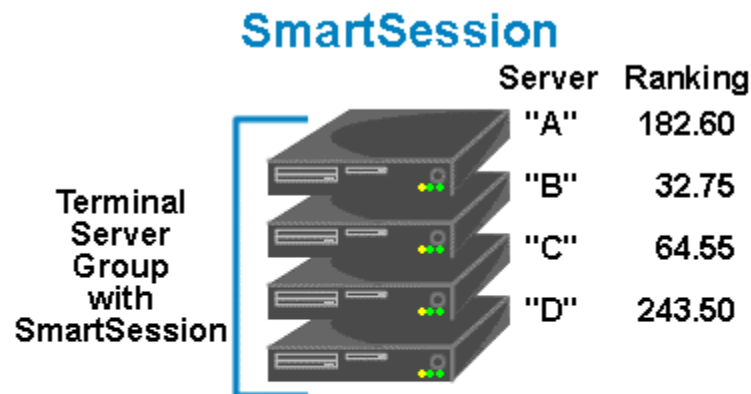 SmartSession
Server Ranking
"A" 182.60
"B" 32.75
"C" 64.55
"D" 243.50
Terminal
Server
Group
with
SmartSession